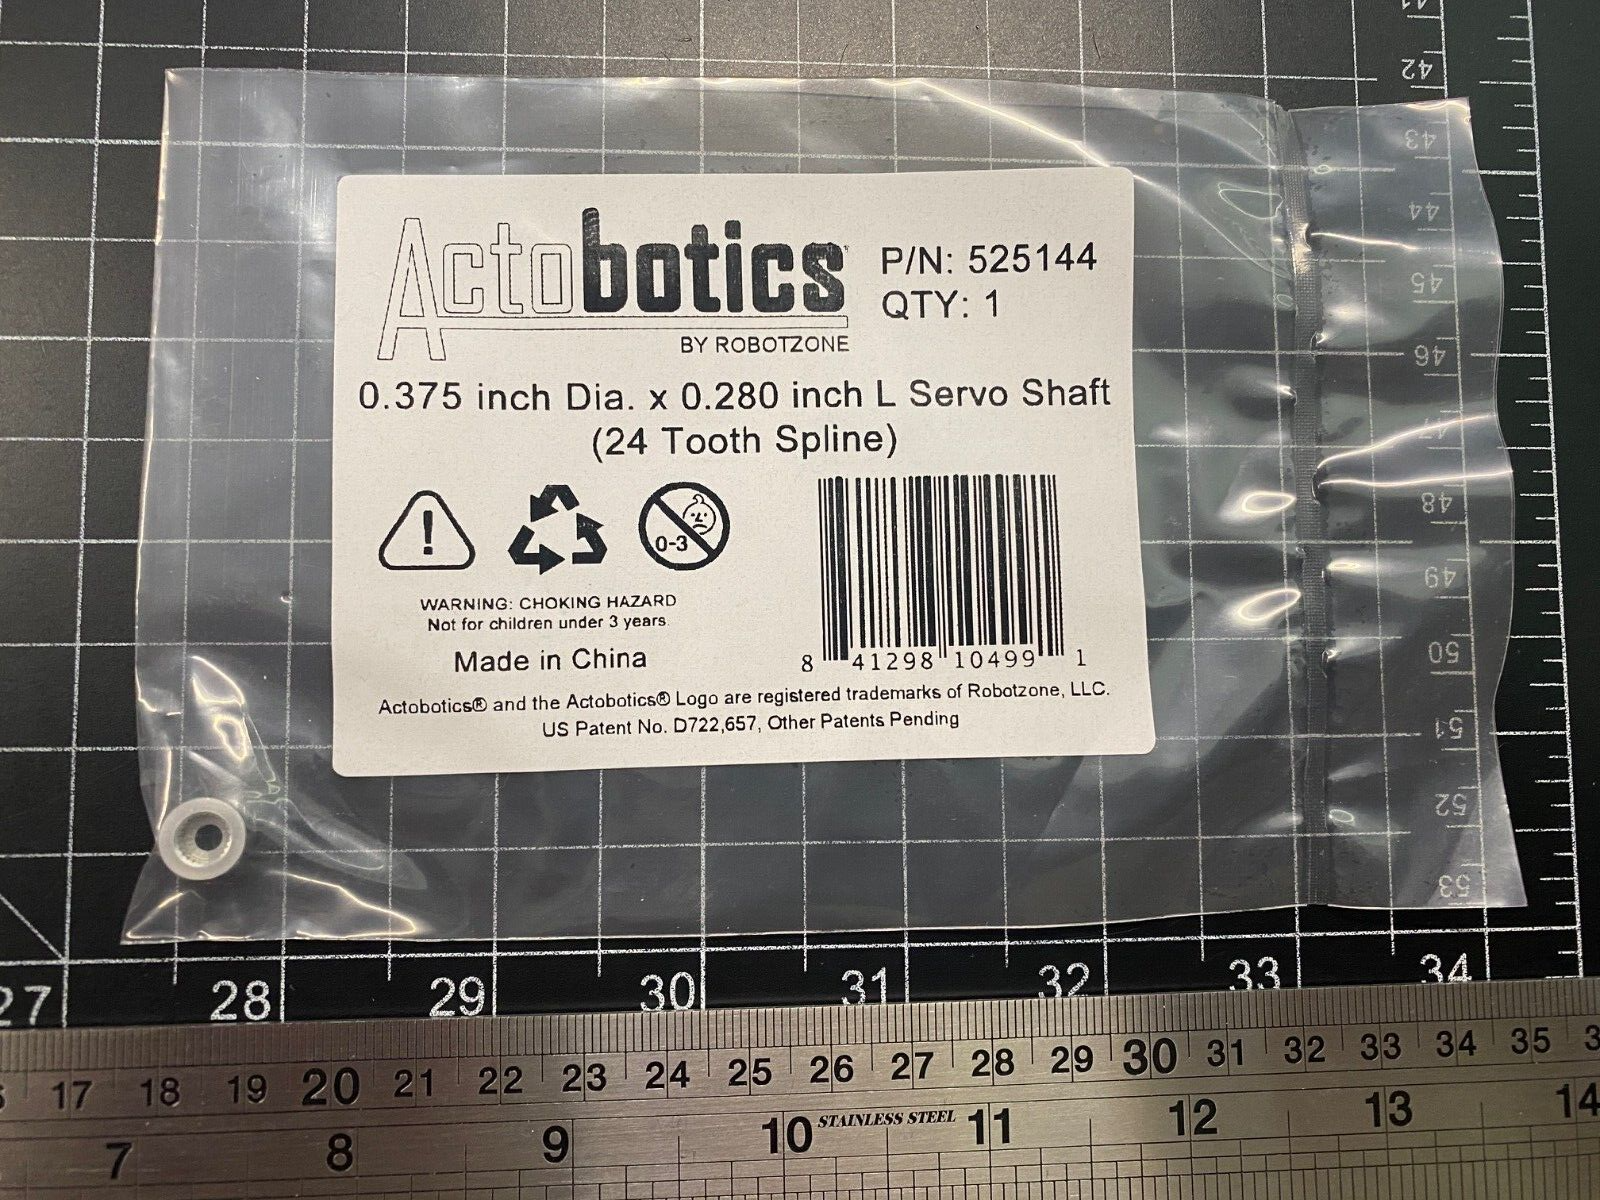 42
43
44
45
46
47
48
49
50
51
52
53
Actobotics
BY ROBOTZONE
P/N: 525144
QTY: 1
0.375 inch Dia. x 0.280 inch L Servo Shaft
(24 Tooth Spline)
!
0-3
WARNING: CHOKING HAZARD
Not for children under 3 years.
Made in China
8 41298 10499 1
Actobotics® and the Actobotics® Logo are registered trademarks of Robotzone, LLC.
US Patent No. D722,657, Other Patents Pending
27 28 29 30 31 32 33 34
17 18 19 20 21 22 23 24 25 26 27 28 29 30 31 32 33 34 35
7 8 9 10 STAINLESS STEEL 11 12 13 14